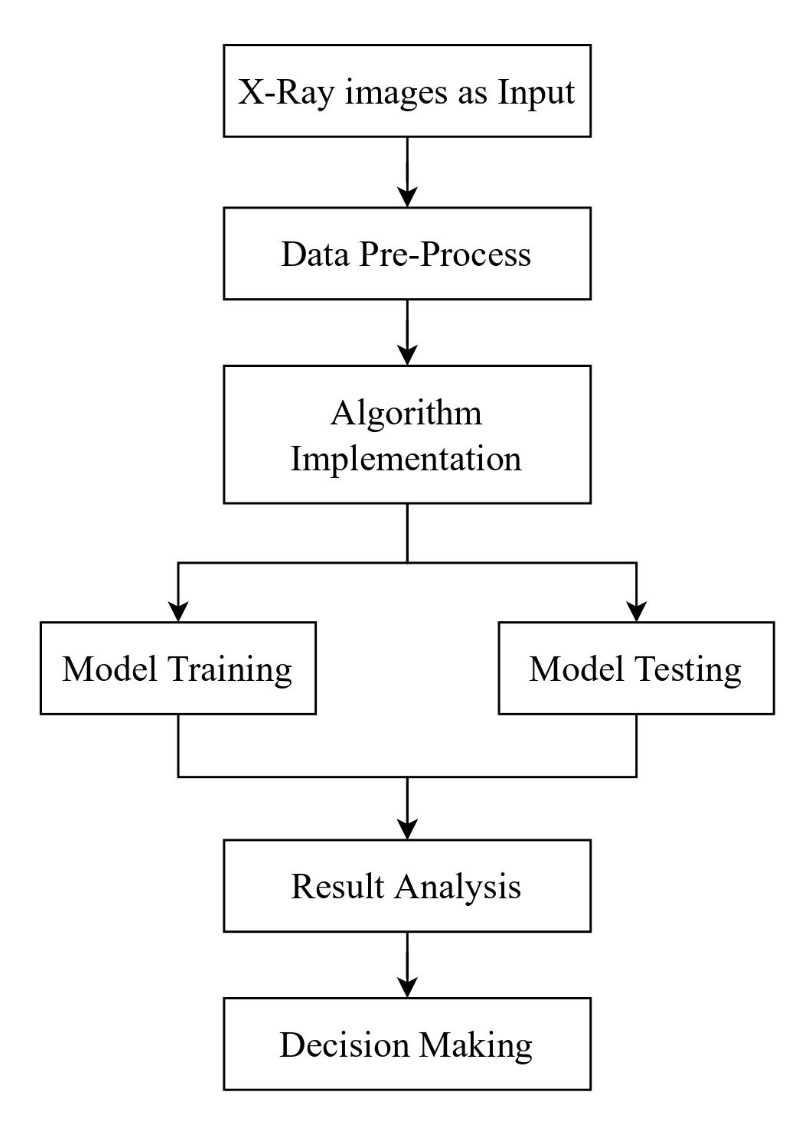 X-Ray images as Input
Data Pre-Process
Algorithm
Implementation
Model Training
Model Testing
Result Analysis
Decision Making